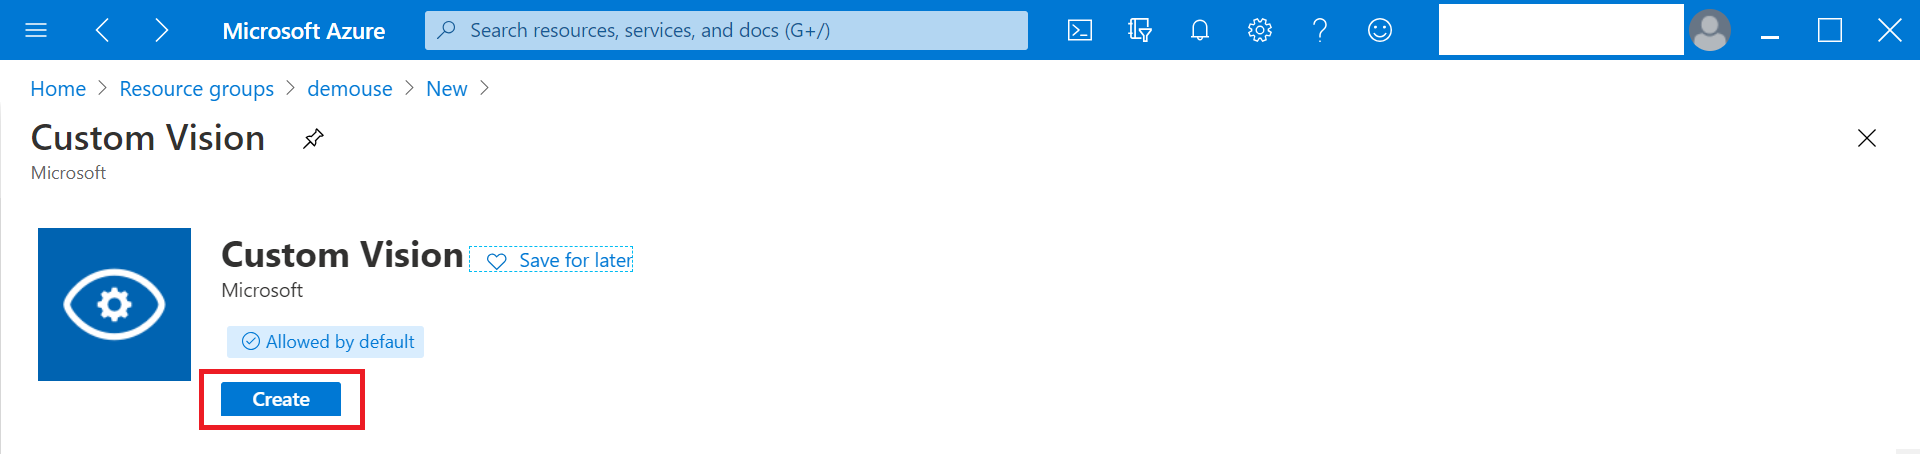 Microsoft Azure Search resources, services, and docs (G+/)
Home > Resource groups > demouse > New >
Custom Vision
Microsoft
Custom Vision Save for later
Microsoft
Allowed by default
Create